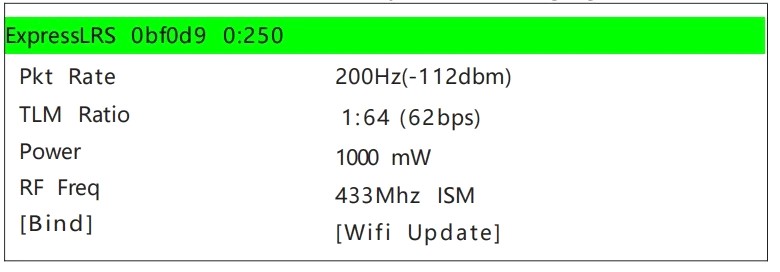 ExpressLRS 0bf0d9 0:250
Pkt Rate 200Hz(-112dbm)
TLM Ratio 1:64 (62bps)
Power 1000 mW
RF Freq 433Mhz ISM
[Bind] [Wifi Update]